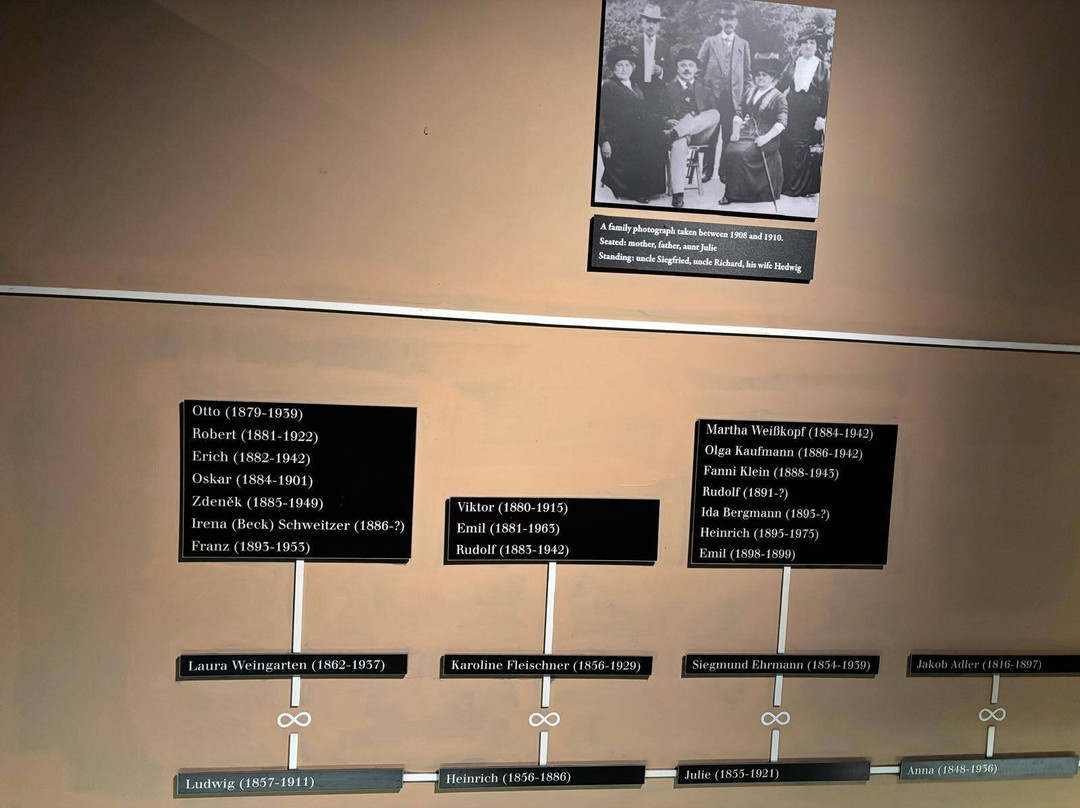 A family photograph taken between 1908 and 1910.
Seated: mother, father, aunt Julie
Standing: uncle Siegfried, uncle Richard, his wife Hedwig
Otto (1879-1939)
Robert (1881-1922)
Erich (1882-1942)
Oskar (1884-1901)
Zdeněk (1885-1949)
Irena (Beck) Schweitzer (1886-?)
Franz (1893-1953)
Viktor (1880-1915)
Emil (1881-1963)
Rudolf (1883-1942)
Martha Weißkopf (1884-1942)
Olga Kaufmann (1886-1942)
Fanni Klein (1888-1943)
Rudolf (1891-?)
Ida Bergmann (1893-?)
Heinrich (1895-1975)
Emil (1898-1899)
Laura Weingarten (1862-1937)
Karoline Fleischner (1856-1929)
Siegmund Ehrmann (1854-1939)
Jakob Adler (1816-1897)
Ludwig (1857-1911)
Heinrich (1856-1886)
Julie (1855-1921)
Anna (1848-1936)